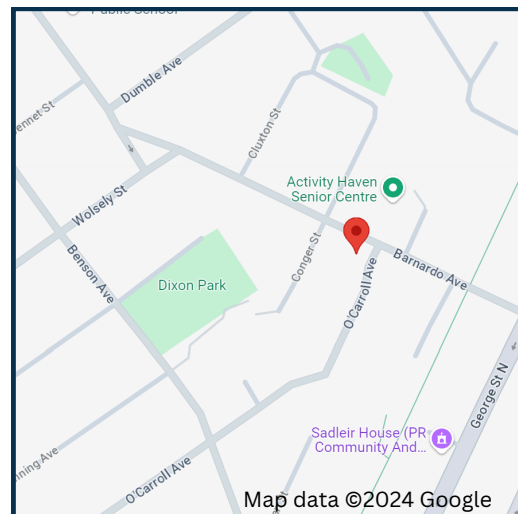 Public School
Dumble Ave
ennet St
Cluxton St
Activity Haven
Senior Centre
Wolsely St
Benson Ave
Conger St
Barnardo Ave
Dixon Park
O'Carroll Ave
George St N
Sadleir House (PR
Community And...
nning Ave
O'Carroll Ave
Map data ©2024 Google